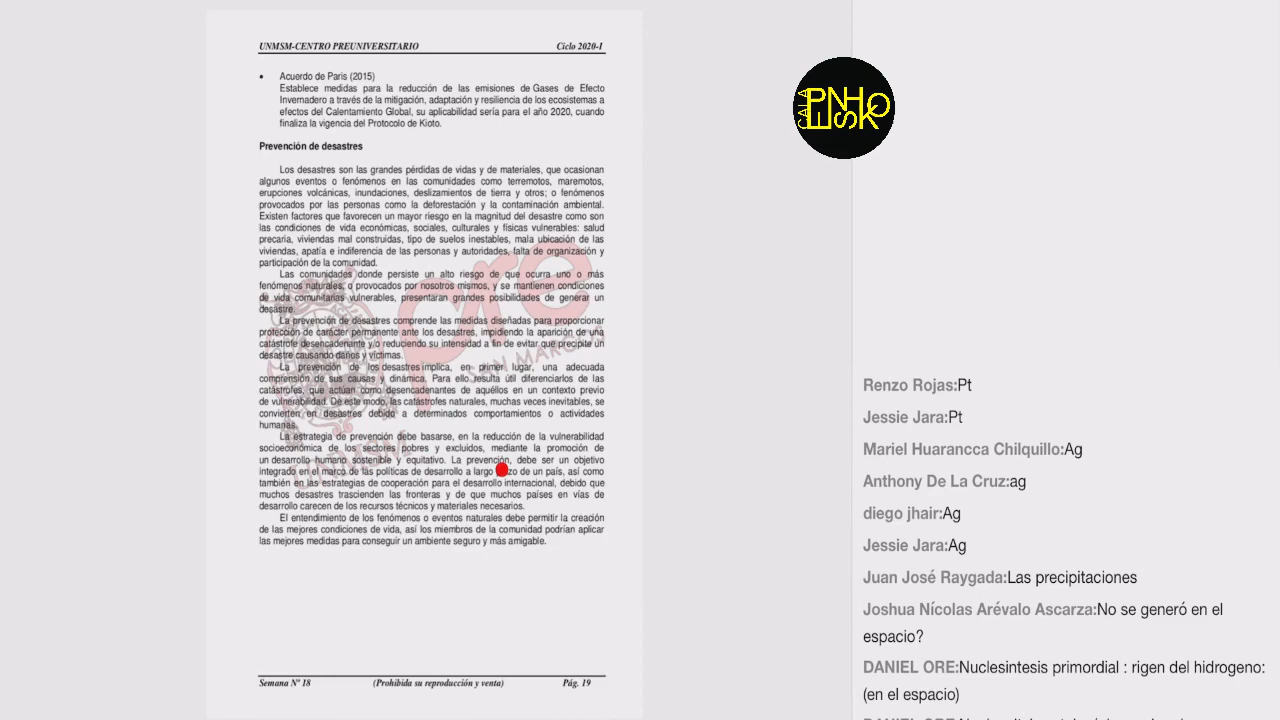 UNMSM-CENTRO PREUNIVERSITARIO Ciclo 2020-I
• Acuerdo de Paris (2015)
Establece medidas para la reducción de las emisiones de Gases de Efecto
Invernadero a través de la mitigación, adaptación y resiliencia de los ecosistemas a
efectos del Calentamiento Global, su aplicabilidad sería para el año 2020, cuando
finaliza la vigencia del Protocolo de Kioto.
Prevención de desastres
Los desastres son las grandes pérdidas de vidas y de materiales, que ocasionan
algunos eventos o fenómenos en las comunidades como terremotos, maremotos,
erupciones volcánicas, inundaciones, deslizamientos de tierra y otros; o fenómenos
provocados por las personas como la deforestación y la contaminación ambiental.
Existen factores que favorecen un mayor riesgo en la magnitud del desastre como son
las condiciones de vida económicas, sociales, culturales y físicas vulnerables: salud
precaria, viviendas mal construidas, tipo de suelos inestables, mala ubicación de las
viviendas, apatía e indiferencia de las personas y autoridades, falta de organización y
participación de la comunidad.
Las comunidades donde persiste un alto riesgo de que ocurra uno o más
fenómenos naturales, o provocados por nosotros mismos, y se mantienen condiciones
de vida comunitarias vulnerables, presentaran grandes posibilidades de generar un
desastre.
La prevención de desastres comprende las medidas diseñadas para proporcionar
protección de carácter permanente ante los desastres, impidiendo la aparición de una
catástrofe desencadenante y/o reduciendo su intensidad a fin de evitar que precipite un
desastre causando daños y víctimas.
La prevención de los desastres implica, en primer lugar, una adecuada
comprensión de sus causas y dinámica. Para ello resulta útil diferenciarlos de las
catástrofes, que actúan como desencadenantes de aquéllos en un contexto previo
de vulnerabilidad. De este modo, las catástrofes naturales, muchas veces inevitables, se
convierten en desastres debido a determinados comportamientos o actividades
humanas.
La estrategia de prevención debe basarse, en la reducción de la vulnerabilidad
socioeconómica de los sectores pobres y excluidos, mediante la promoción de
un desarrollo humano sostenible y equitativo. La prevención, debe ser un objetivo
integrado en el marco de las políticas de desarrollo a largo zo de un país, así como
también en las estrategias de cooperación para el desarrollo internacional, debido que
muchos desastres trascienden las fronteras y de que muchos países en vías de
desarrollo carecen de los recursos técnicos y materiales necesarios.
El entendimiento de los fenómenos o eventos naturales debe permitir la creación
de las mejores condiciones de vida, así los miembros de la comunidad podrían aplicar
las mejores medidas para conseguir un ambiente seguro y más amigable.
pre
SAN MARCOS
UNMSM
Semana Nº 18 (Prohibida su reproducción y venta) Pág. 19
Renzo Rojas:Pt
Jessie Jara:Pt
Mariel Huarancca Chilquillo:Ag
Anthony De La Cruz:ag
diego jhair:Ag
Jessie Jara:Ag
Juan José Raygada:Las precipitaciones
Joshua Nícolas Arévalo Ascarza:No se generó en el
espacio?
DANIEL ORE:Nuclesintesis primordial : rigen del hidrogeno:
(en el espacio)